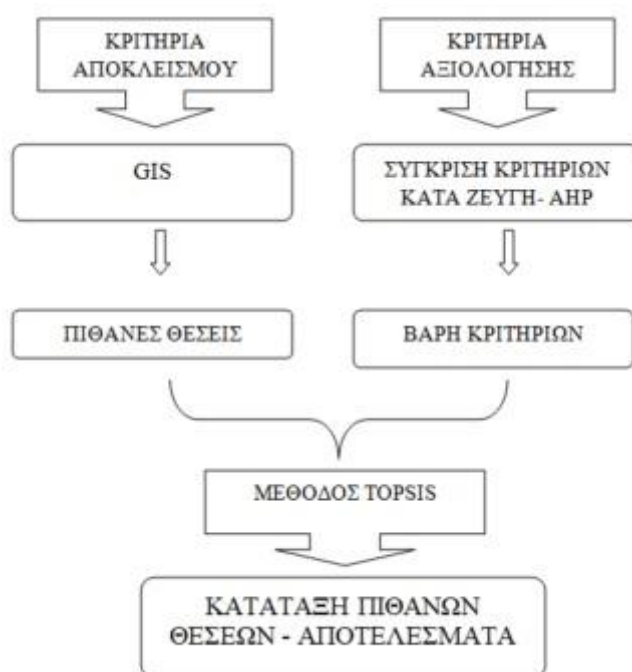 ΚΡΙΤΗΡΙΑ
ΑΠΟΚΛΕΙΣΜΟΥ
ΚΡΙΤΗΡΙΑ
ΑΞΙΟΛΟΓΗΣΗΣ
GIS
ΣΥΓΚΡΙΣΗ ΚΡΙΤΗΡΙΩΝ
ΚΑΤΑ ΖΕΥΓΗ- AHP
ΠΙΘΑΝΕΣ ΘΕΣΕΙΣ
ΒΑΡΗ ΚΡΙΤΗΡΙΩΝ
ΜΕΘΟΔΟΣ TOPSIS
ΚΑΤΑΤΑΞΗ ΠΙΘΑΝΩΝ
ΘΕΣΕΩΝ - ΑΠΟΤΕΛΕΣΜΑΤΑ